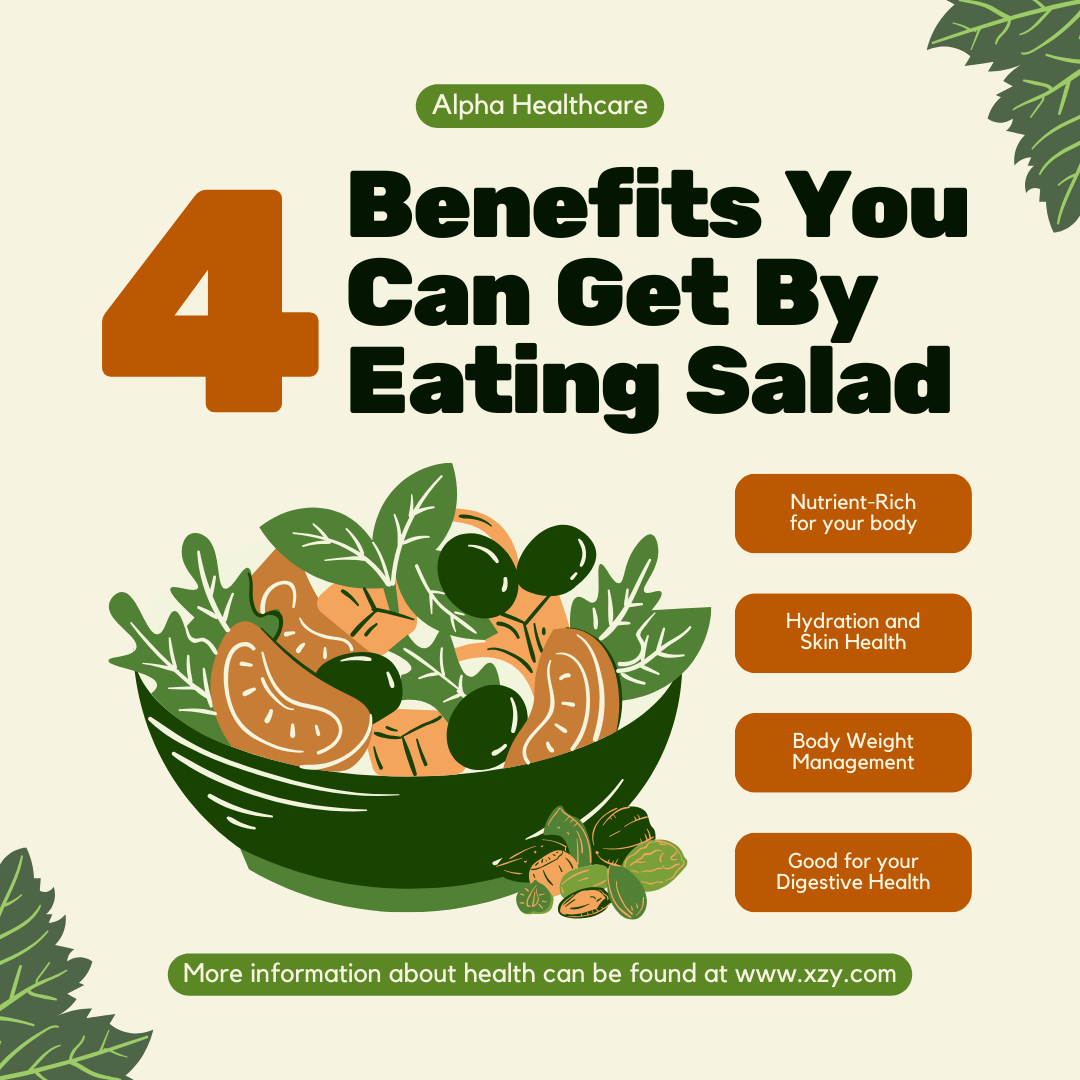 Alpha Healthcare
4
Benefits You
Can Get By
Eating Salad
Nutrient-Rich
for your body
Hydration and
Skin Health
Body Weight
Management
Good for your
Digestive Health
More information about health can be found at www.xzy.com